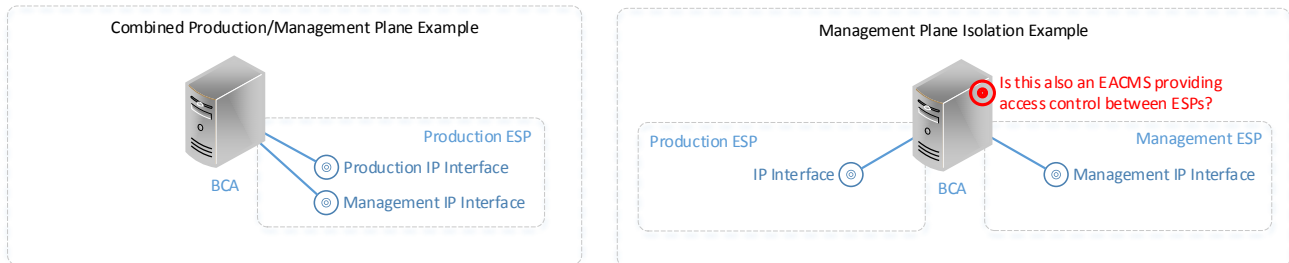 Combined Production/Management Plane Example
Production ESP
Production IP Interface
BCA
Management IP Interface
Management Plane Isolation Example
Is this also an EACMS providing
access control between ESPs?
Production ESP
Management ESP
IP Interface
BCA
Management IP Interface